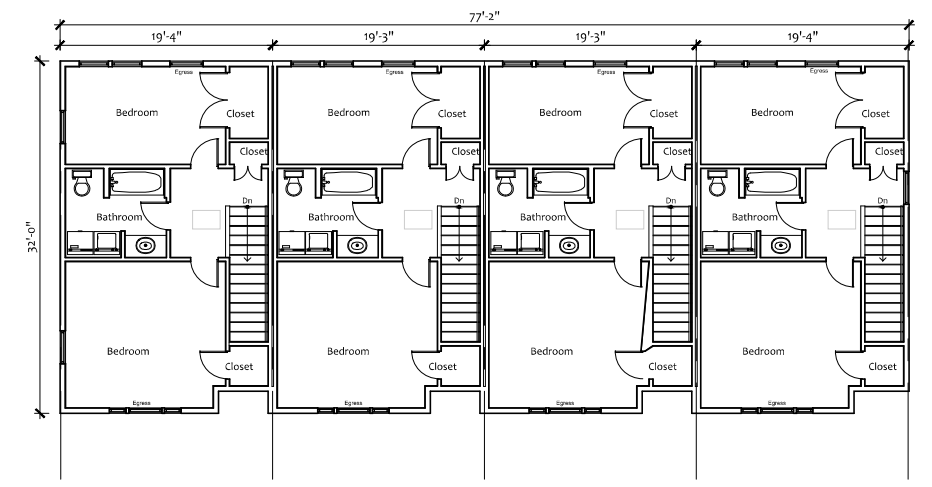 77'-2"
19'-4" 19'-3" 19'-3" 19'-4"
Egress Egress Egress Egress
Bedroom Closet Bedroom Closet Bedroom Closet Bedroom Closet
Closet Closet Closet Closet
Dn Dn Dn Dn
Bathroom Bathroom Bathroom Bathroom
32'-0"
Bedroom Bedroom Bedroom Bedroom
Closet Closet Closet Closet
Egress Egress Egress Egress